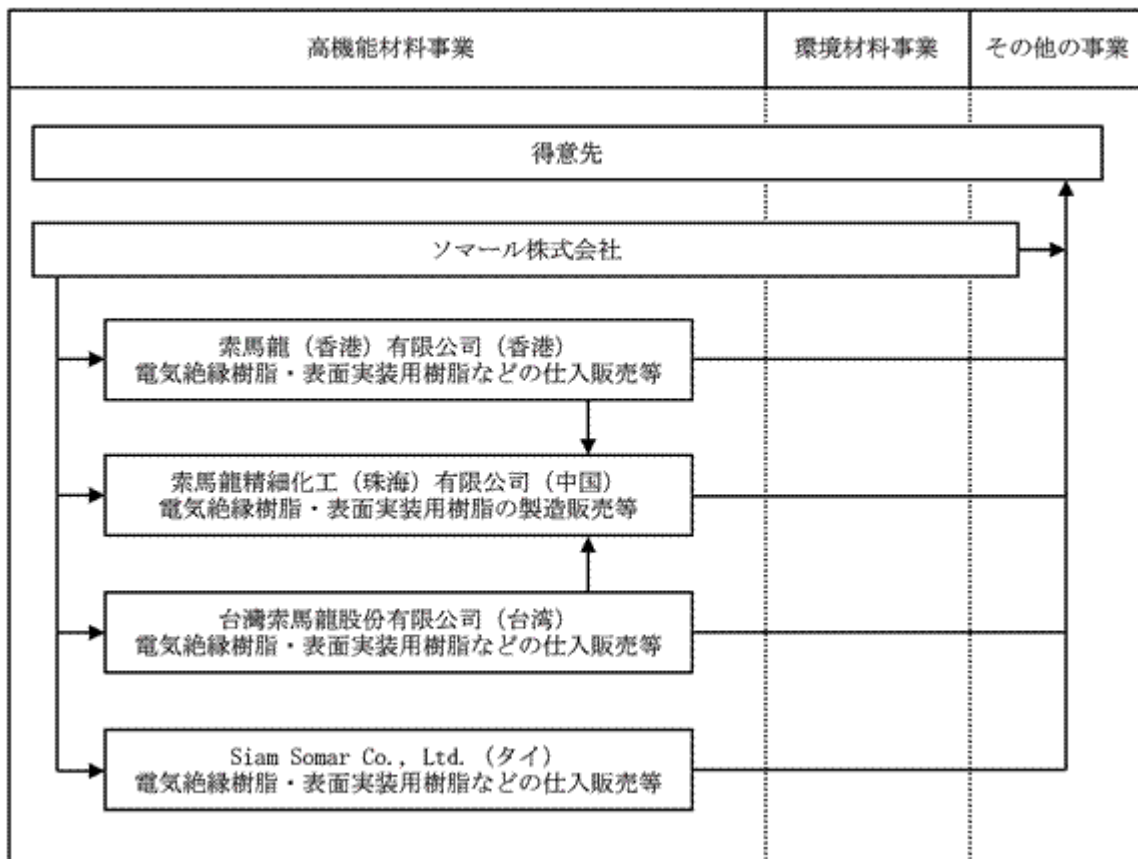 高機能材料事業
環境材料事業
その他の事業
得意先
ソマール株式会社
索馬龍（香港）有限公司（香港）
電気絶縁樹脂・表面実装用樹脂などの仕入販売等
索馬龍精細化工（珠海）有限公司（中国）
電気絶縁樹脂・表面実装用樹脂の製造販売等
台灣索馬龍股份有限公司（台湾）
電気絶縁樹脂・表面実装用樹脂などの仕入販売等
Siam Somar Co., Ltd.（タイ）
電気絶縁樹脂・表面実装用樹脂などの仕入販売等